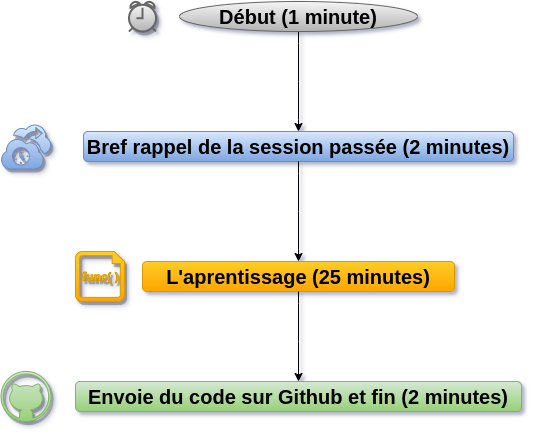 Début (1 minute)
Bref rappel de la session passée (2 minutes)
func()
L'aprentissage (25 minutes)
Envoie du code sur Github et fin (2 minutes)